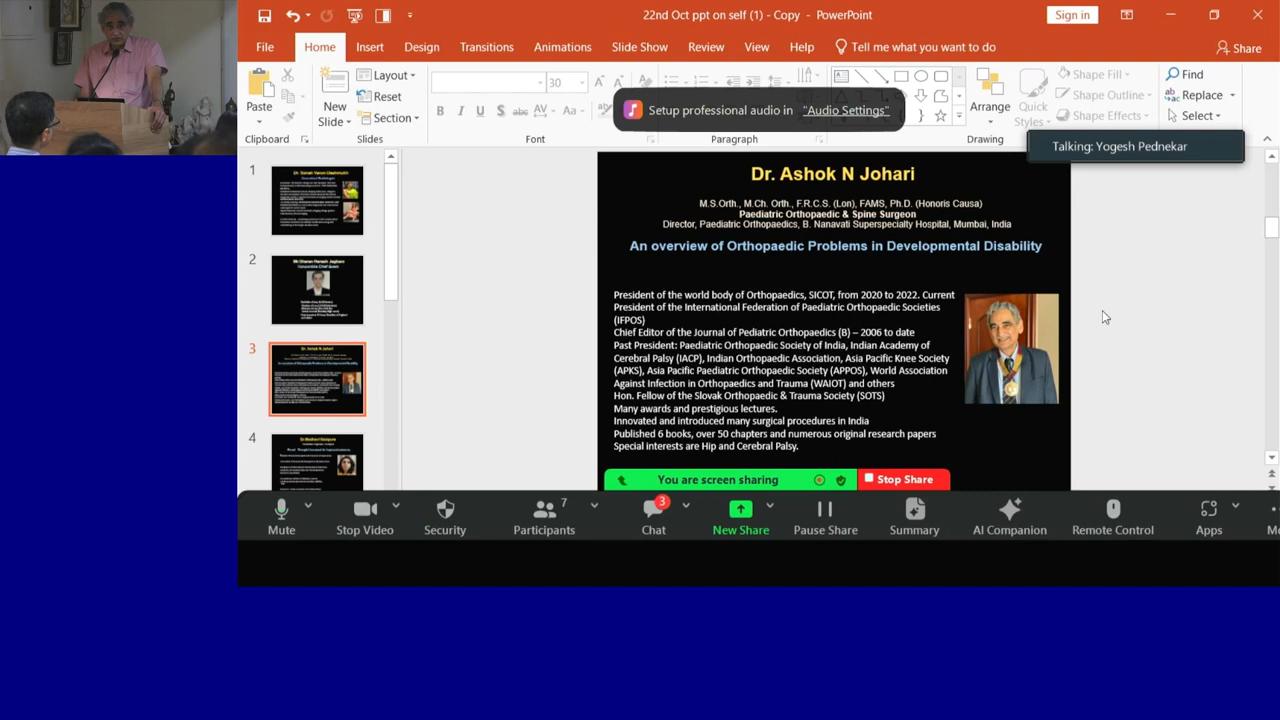 22nd Oct ppt on self (1) - Copy - PowerPoint
Sign in
File Home Insert Design Transitions Animations Slide Show Review View Help Tell me what you want to do
Share
Paste
New
Slide
Layout
Reset
Section
30
B I U S abc AV Aa
Setup professional audio in "Audio Settings"
Arrange
Quick
Styles
Shape Fill
Shape Outline
Shape Effects
Find
Replace
Select
Clipboard Slides Font Paragraph Drawing
Talking: Yogesh Pednekar
1
2
3
Dr. Ashok N Johari
4
Dr. Ashok N Johari
M.S.Orth., M.Ch. Orth., F.R.C.S. (Lon), FAMS, Ph.D. (Honoris Causa)
Paediatric Orthopaedic & Spine Surgeon
Director, Paediatric Orthopaedics, B. Nanavati Superspecialty Hospital, Mumbai, India
An overview of Orthopaedic Problems in Developmental Disability
President of the world body of Orthopaedics, SICOT, from 2020 to 2022. Current
President of the International Federation of Paediatric Orthopaedic Societies
(IFPOS)
Chief Editor of the Journal of Pediatric Orthopaedics (B) – 2006 to date
Past President: Paediatric Orthopaedic Society of India, Indian Academy of
Cerebral Palsy (IACP), Indian Orthopaedic Association, Asia Pacific Knee Society
(APKS), Asia Pacific Paediatric Orthopaedic Society (APPOS), World Association
Against Infection in Orthopaedics and Trauma (WAIOT) and others
Hon. Fellow of the Slovak Orthopaedic & Trauma Society (SOTS)
Many awards and prestigious lectures.
Innovated and introduced many surgical procedures in India
Published 6 books, over 50 chapters and numerous original research papers
Special interests are Hip and Cerebral Palsy.
You are screen sharing
Stop Share
7
3
Mute Stop Video Security Participants Chat New Share Pause Share Summary AI Companion Remote Control Apps